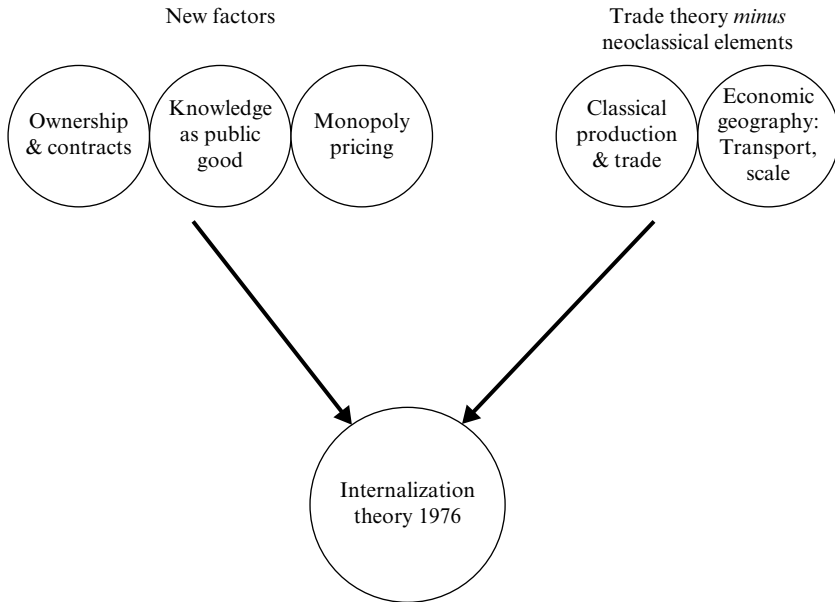 New factors
Trade theory minus
neoclassical elements
Ownership
& contracts
Knowledge
as public
good
Monopoly
pricing
Classical
production
& trade
Economic
geography:
Transport,
scale
Internalization
theory 1976